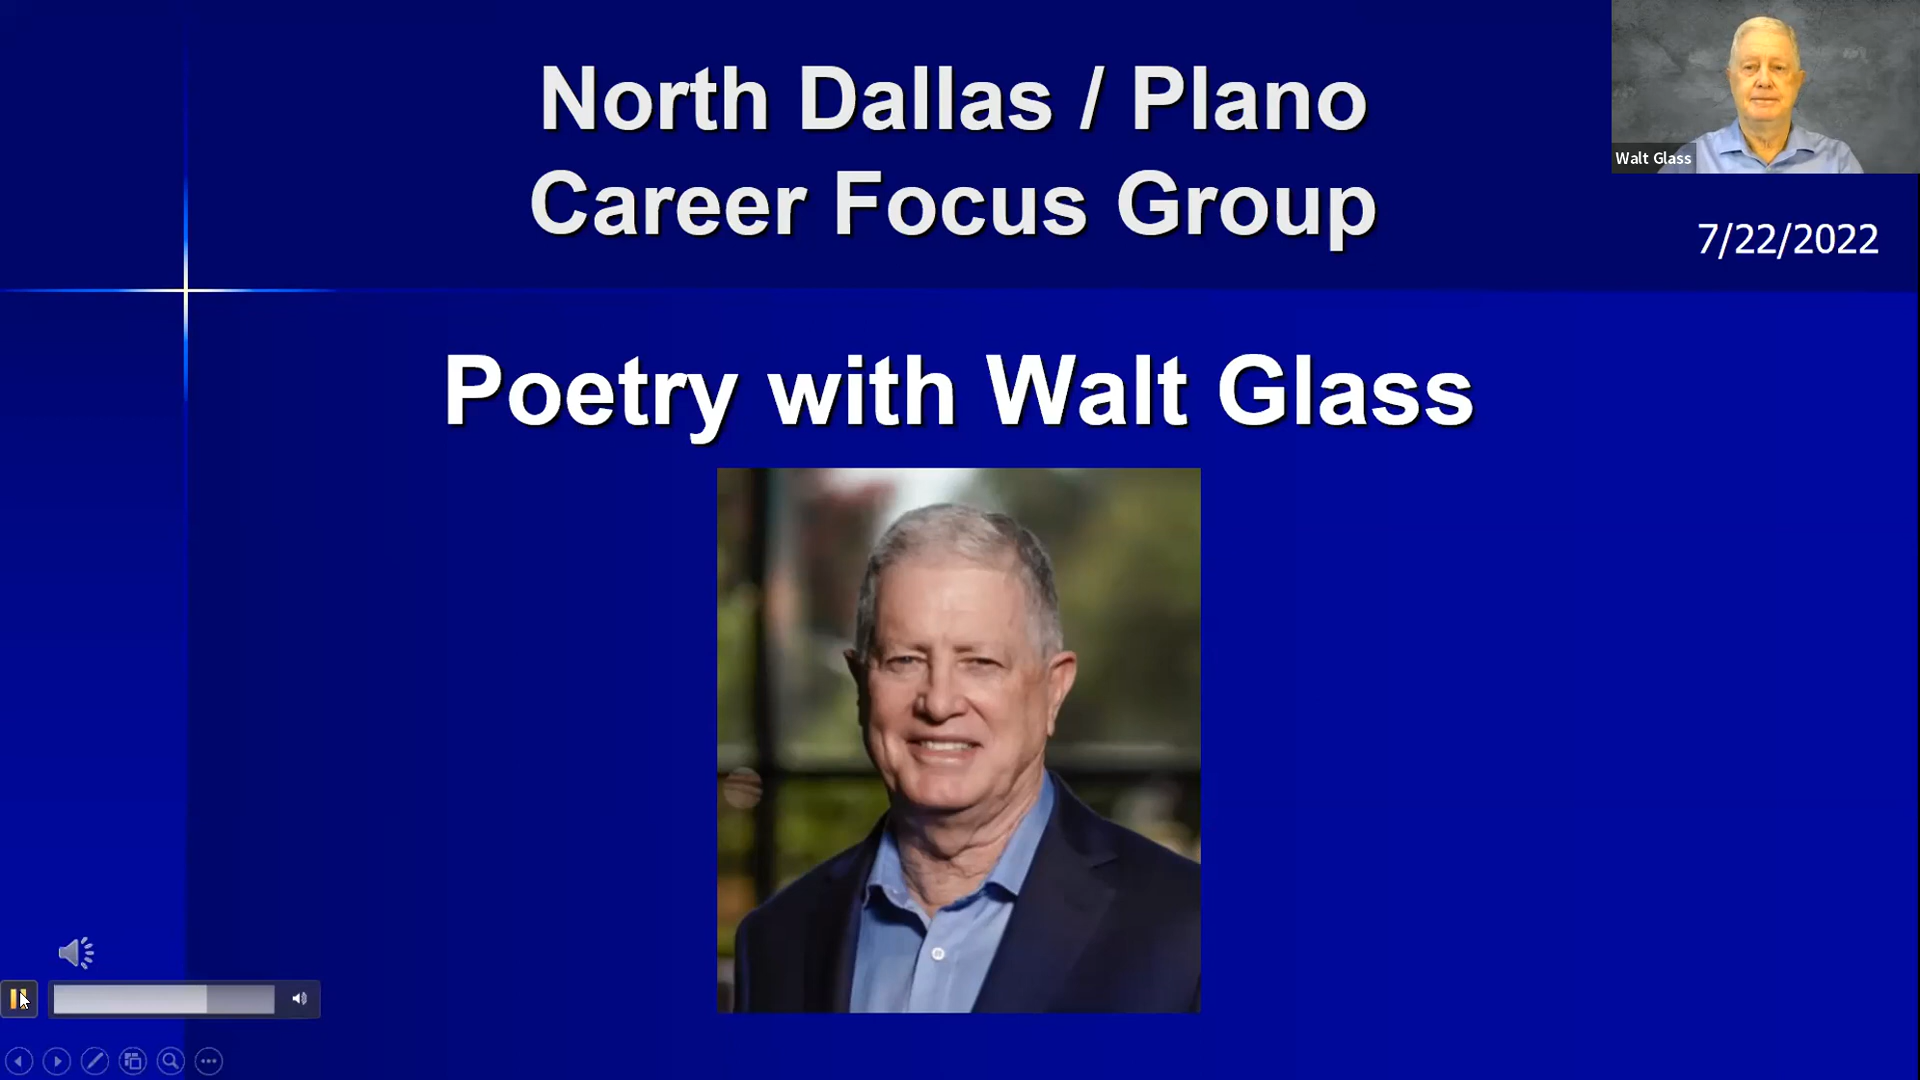 North Dallas / Plano
Career Focus Group
Walt Glass
7/22/2022
Poetry with Walt Glass